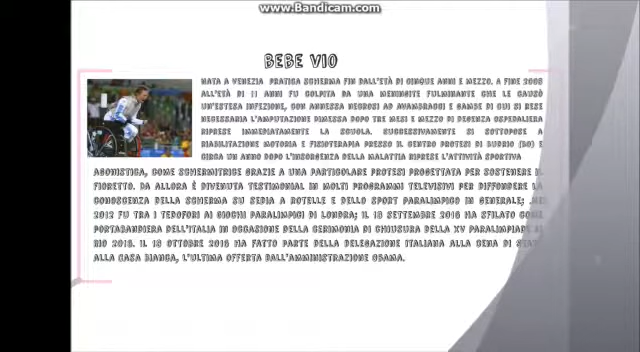 www.Bandicam.com
BEBE VIO
NATA A VENEZIA PRATICA SCHERMA FIN DALL'ETÀ DI CINQUE ANNI E MEZZO. A FINE 2008
ALL'ETÀ DI 11 ANNI FU COLPITA DA UNA MENINGITE FULMINANTE CHE LE CAUSÒ
UN'ESTESA INFEZIONE, CON ANNESSA NECROSI AD AVAMBRACCI E GAMBE DI CUI SI RESE
NECESSARIA L'AMPUTAZIONE DIMESSA DOPO TRE MESI E MEZZO DI DEGENZA OSPEDALIERA
RIPRESE IMMEDIATAMENTE LA SCUOLA. SUCCESSIVAMENTE SI SOTTOPOSE A
RIABILITAZIONE MOTORIA E FISIOTERAPIA PRESSO IL CENTRO PROTESI DI BUDRIO (BO) E
CIRCA UN ANNO DOPO L'INSORGENZA DELLA MALATTIA RIPRESE L'ATTIVITÀ SPORTIVA
AGONISTICA, COME SCHERMITRICE GRAZIE A UNA PARTICOLARE PROTESI PROGETTATA PER SOSTENERE IL
FIORETTO. DA ALLORA È DIVENUTA TESTIMONIAL IN MOLTI PROGRAMMI TELEVISIVI PER DIFFONDERE LA
CONOSCENZA DELLA SCHERMA SU SEDIA A ROTELLE E DELLO SPORT PARALIMPICO IN GENERALE; .NEL
2012 FU TRA I TEDOFORI AI GIOCHI PARALIMPICI DI LONDRA; IL 18 SETTEMBRE 2016 HA SFILATO COME
PORTABANDIERA DELL'ITALIA IN OCCASIONE DELLA CERIMONIA DI CHIUSURA DELLA XV PARALIMPIADE DI
RIO 2016. IL 18 OTTOBRE 2016 HA FATTO PARTE DELLA DELEGAZIONE ITALIANA ALLA CENA DI STATO
ALLA CASA BIANCA, L'ULTIMA OFFERTA DALL'AMMINISTRAZIONE OBAMA.